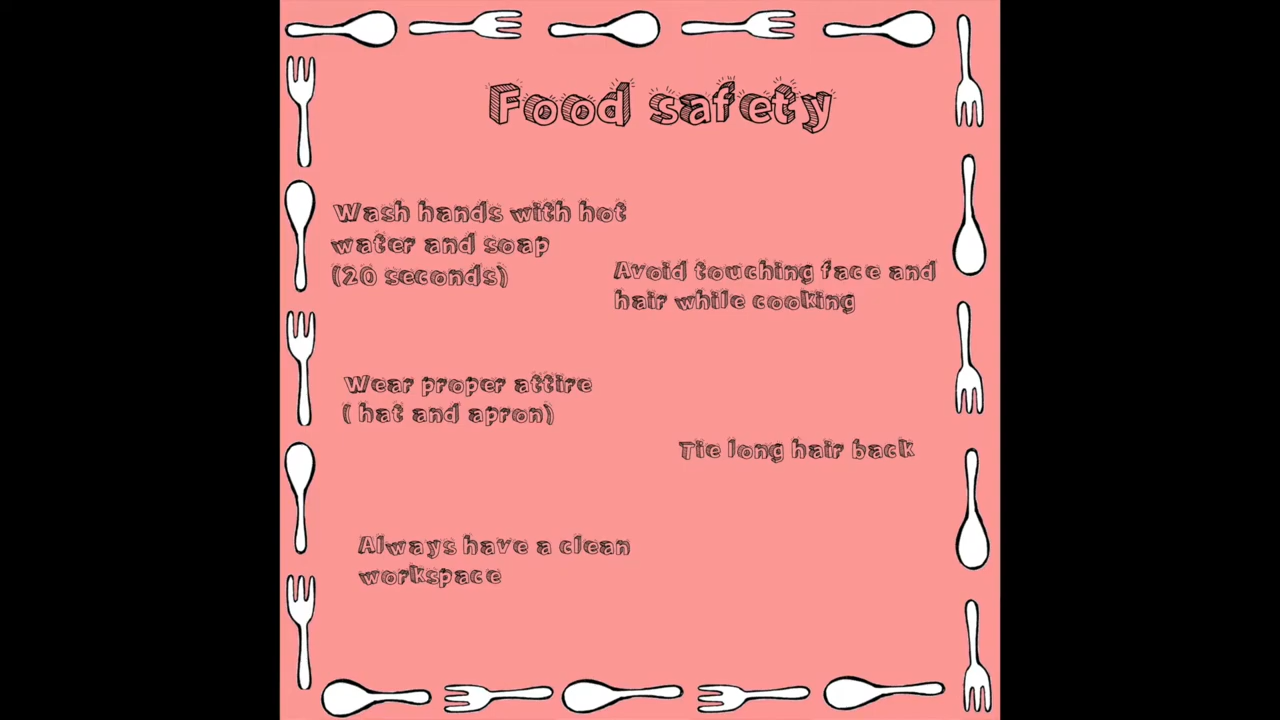 Food safety
Wash hands with hot
water and soap
(20 seconds)
Avoid touching face and
hair while cooking
Wear proper attire
( hat and apron)
Tie long hair back
Always have a clean
workspace